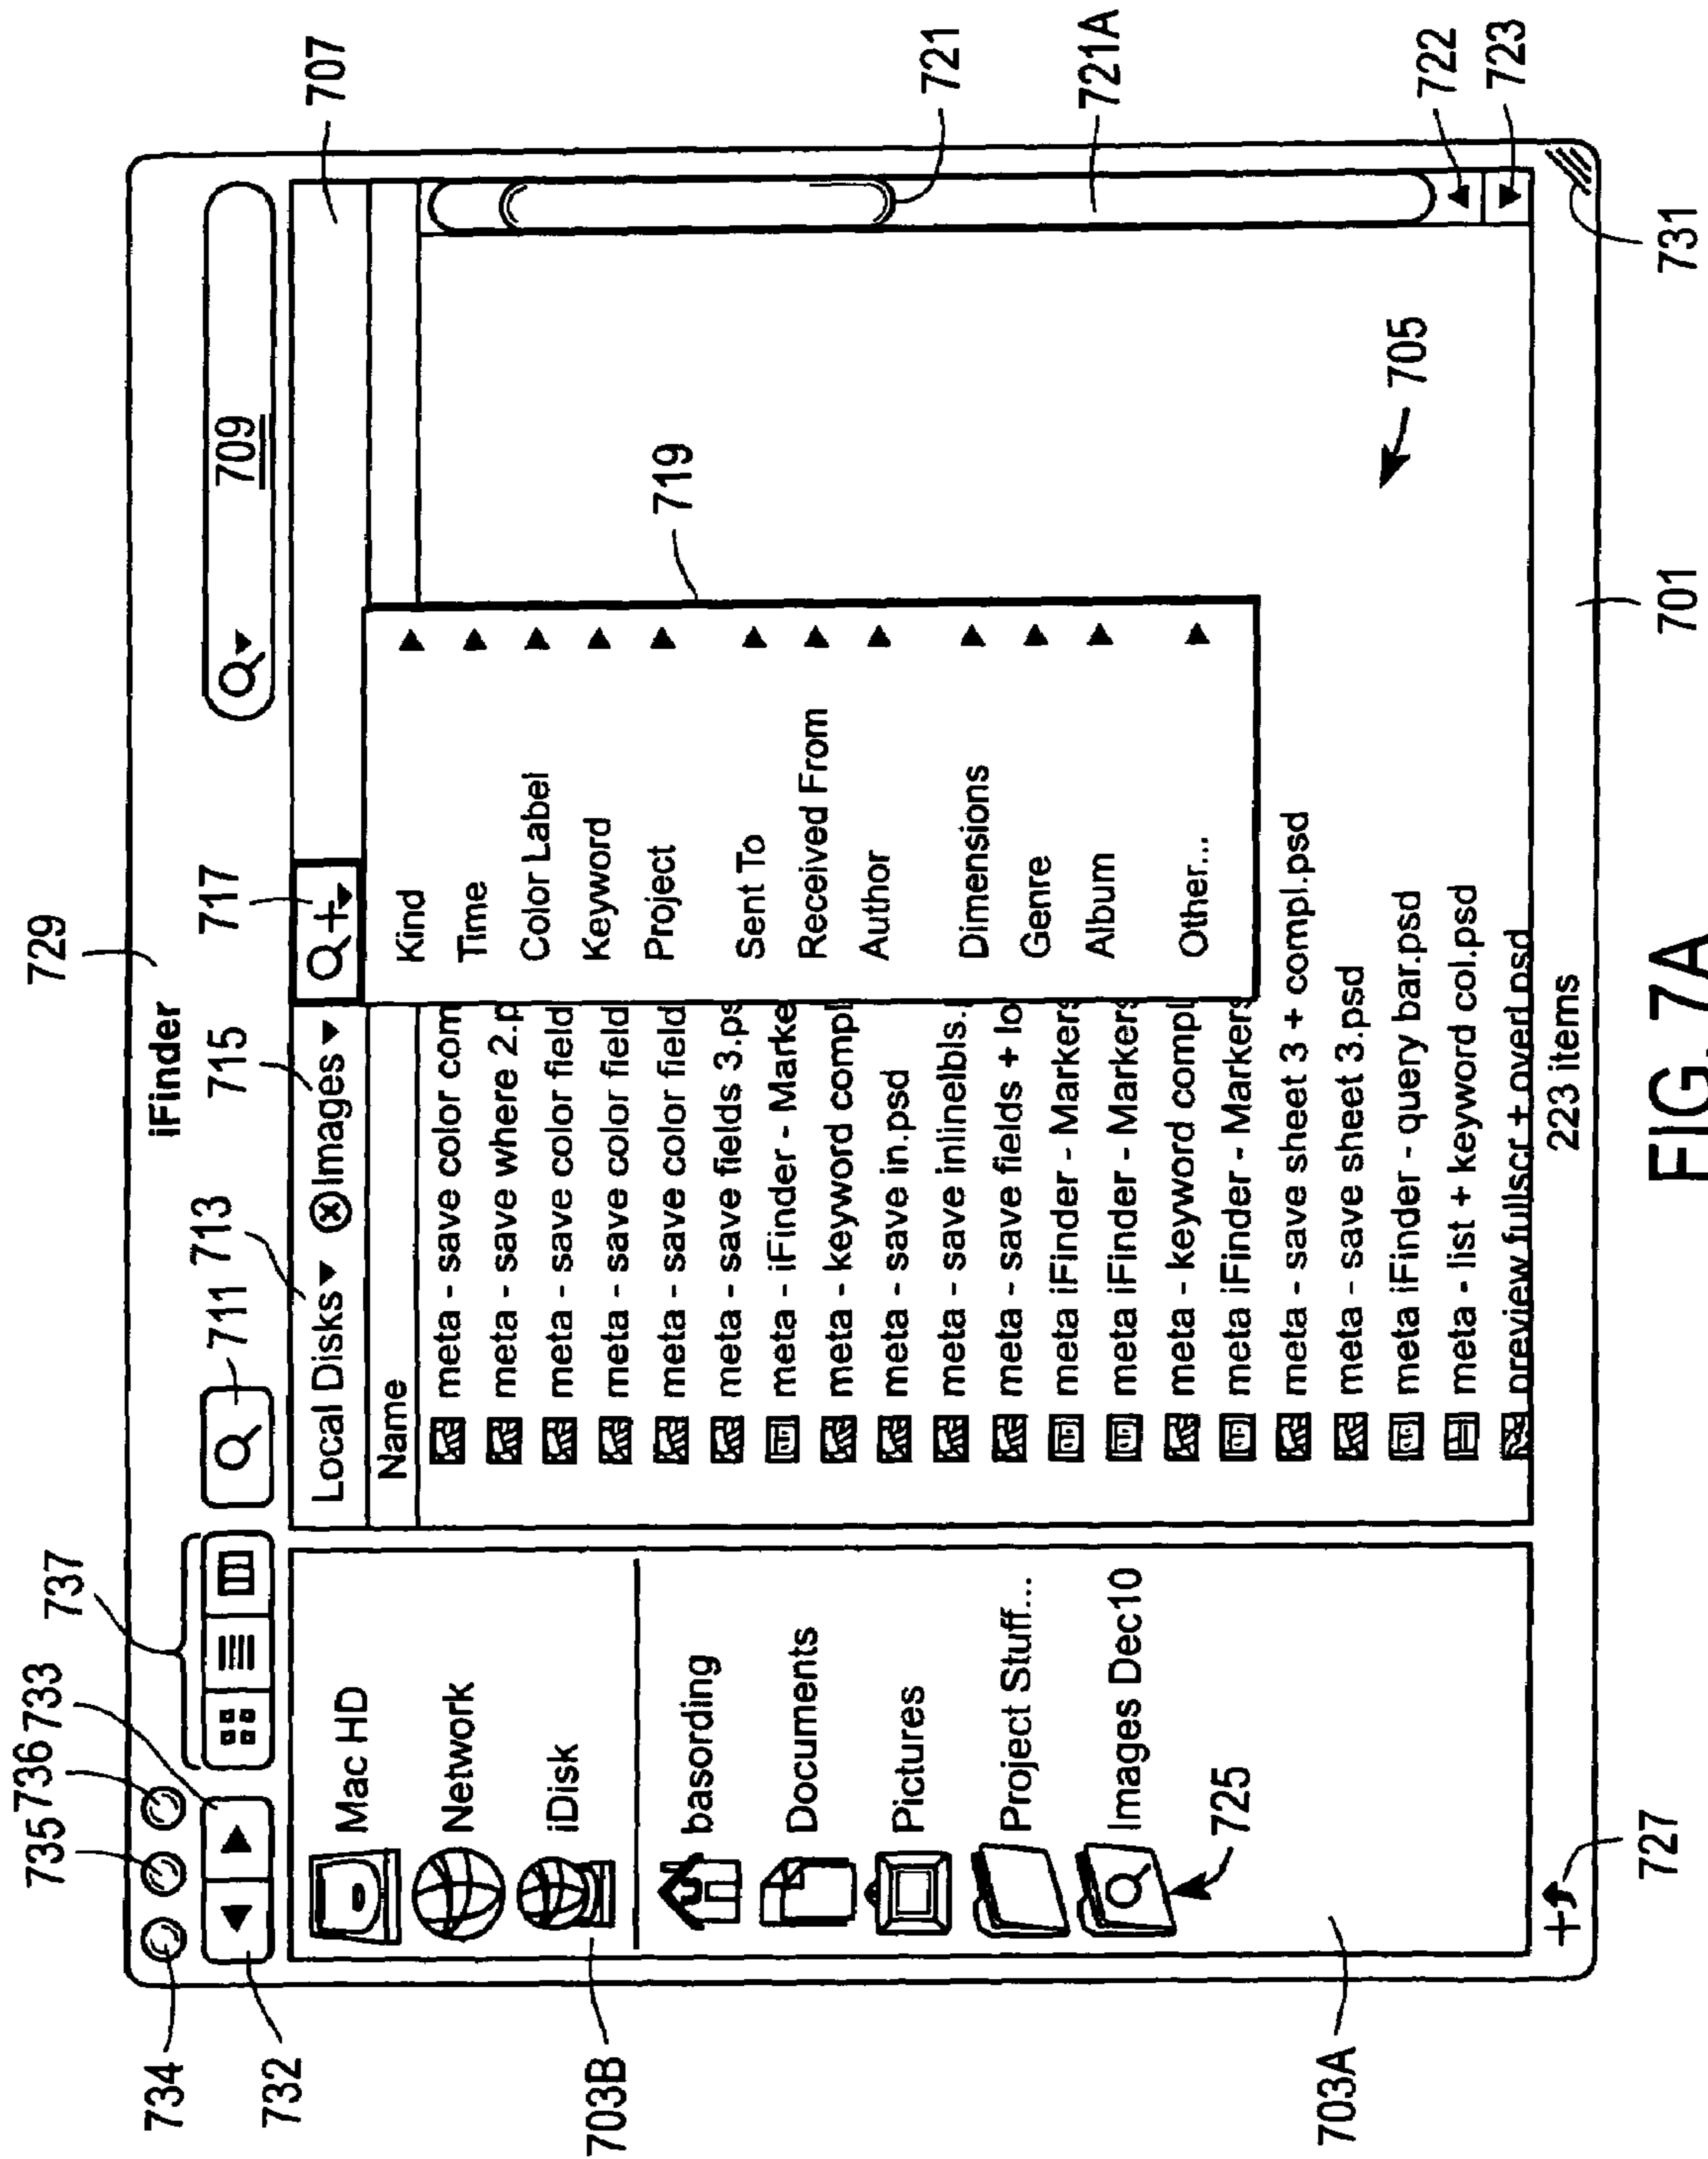 729
737
735 736 733
711 713
715
717
iFinder
709
707
734
732
Local Disks Images
Name
Mac HD
Network
iDisk
703B
basording
Documents
Pictures
Project Stuff...
Images Dec10
725
703A
meta - save color com
meta - save where 2.p
meta - save color field
meta - save color field
meta - save color field
meta - save fields 3.ps
meta - iFinder - Marke
meta - keyword compl
meta - save in.psd
meta - save inlinelbls.
meta - save fields + lo
meta iFinder - Markers
meta iFinder - Markers
meta - keyword compl
meta iFinder - Markers
meta - save sheet 3 + compl.psd
meta - save sheet 3.psd
meta iFinder - query bar.psd
meta - list + keyword col.psd
preview fullscr + overl.psd
Kind
Time
Color Label
Keyword
Project
Sent To
Received From
Author
Dimensions
Genre
Album
Other...
719
705
721
721A
722
723
223 items
727
701
731
FIG. 7A